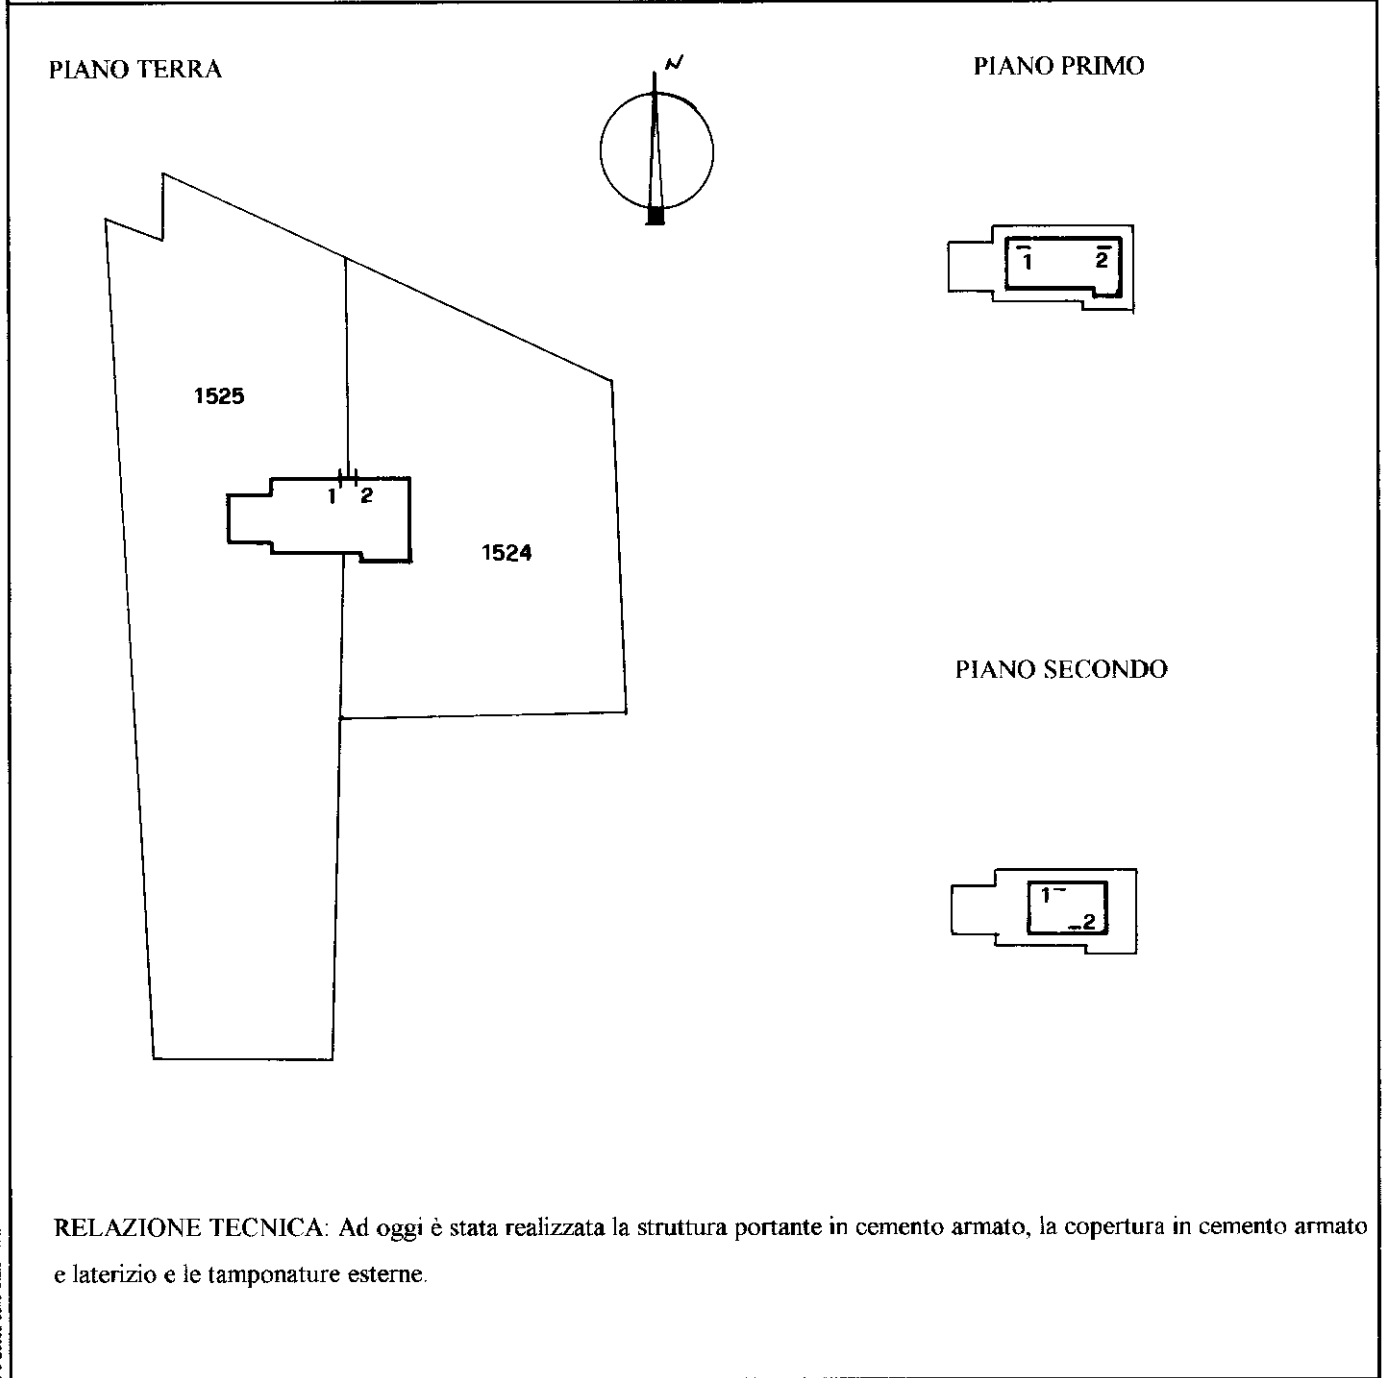 PIANO TERRA
N
PIANO PRIMO
1 2
1525
1 2
1524
PIANO SECONDO
1
2
RELAZIONE TECNICA: Ad oggi è stata realizzata la struttura portante in cemento armato, la copertura in cemento armato
e laterizio e le tamponature esterne.